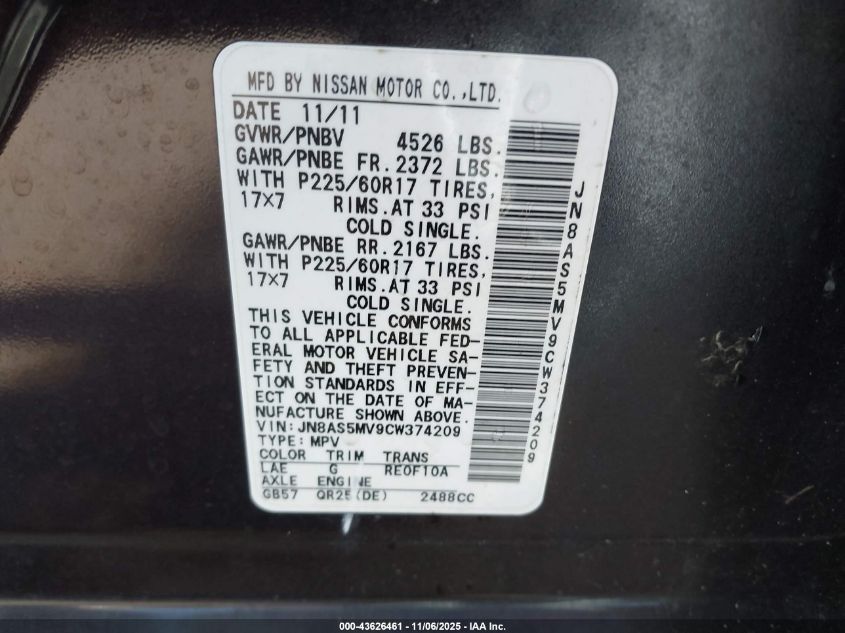 MFD BY NISSAN MOTOR CO.,LTD.
DATE 11/11
GVWR/PNBV 4526 LBS.
GAWR/PNBE FR.2372 LBS.
WITH P225/60R17 TIRES,
17X7 RIMS.AT 33 PSI
COLD SINGLE.
GAWR/PNBE RR.2167 LBS.
WITH P225/60R17 TIRES,
17X7 RIMS.AT 33 PSI
COLD SINGLE.
THIS VEHICLE CONFORMS
TO ALL APPLICABLE FED-
ERAL MOTOR VEHICLE SA-
FETY AND THEFT PREVEN-
TION STANDARDS IN EFF-
ECT ON THE DATE OF MA-
NUFACTURE SHOWN ABOVE.
VIN:JN8AS5MV9CW374209
TYPE:MPV
COLOR TRIM TRANS
LAE G RE0F10A
AXLE ENGINE
GB57 QR25(DE) 2488CC
JN8AS5MV9CW374209
000-43626461 - 11/06/2025 - IAA Inc.